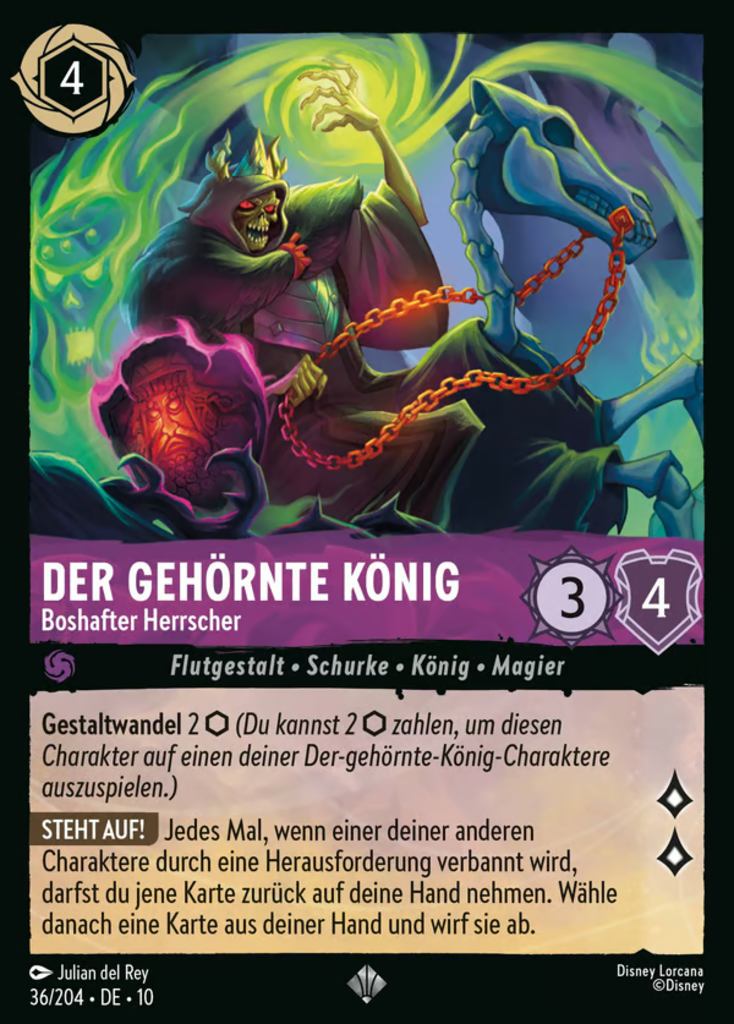 4
DER GEHÖRNTE KÖNIG
Boshafter Herrscher
3
4
Flutgestalt • Schurke • König • Magier
Gestaltwandel 2 ⬡ (Du kannst 2 ⬡ zahlen, um diesen
Charakter auf einen deiner Der-gehörnte-König-Charaktere
auszuspielen.)
STEHT AUF! Jedes Mal, wenn einer deiner anderen
Charaktere durch eine Herausforderung verbannt wird,
darfst du jene Karte zurück auf deine Hand nehmen. Wähle
danach eine Karte aus deiner Hand und wirf sie ab.
Julian del Rey
36/204 • DE • 10
Disney Lorcana
©Disney